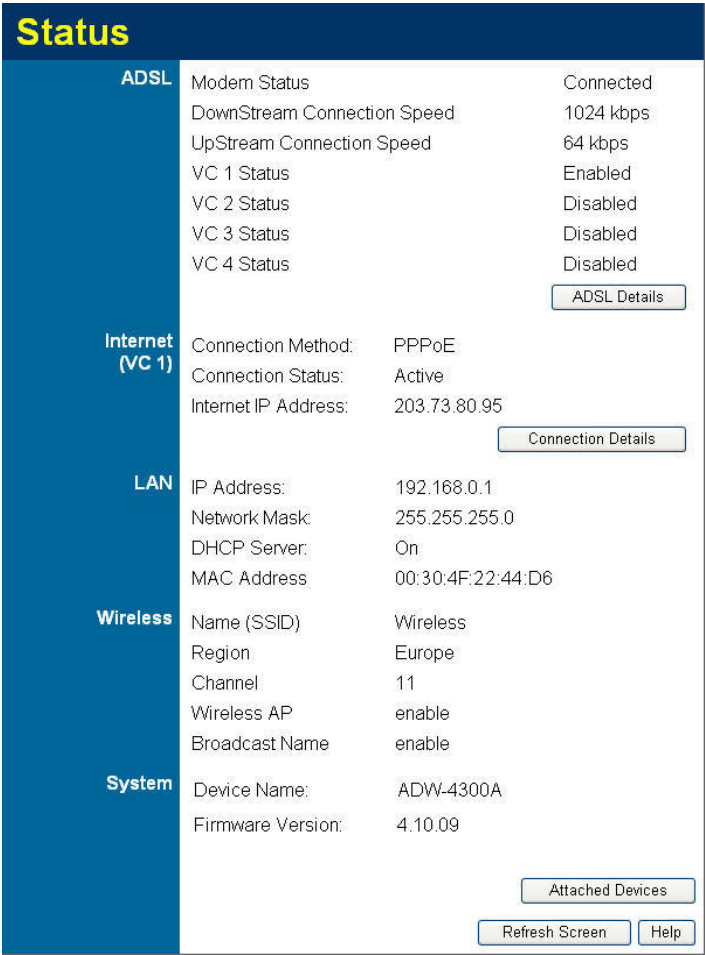 Status
ADSL
Modem Status Connected
DownStream Connection Speed 1024 kbps
UpStream Connection Speed 64 kbps
VC 1 Status Enabled
VC 2 Status Disabled
VC 3 Status Disabled
VC 4 Status Disabled
ADSL Details
Internet
(VC 1)
Connection Method: PPPoE
Connection Status: Active
Internet IP Address: 203.73.80.95
Connection Details
LAN
IP Address: 192.168.0.1
Network Mask: 255.255.255.0
DHCP Server: On
MAC Address 00:30:4F:22:44:D6
Wireless
Name (SSID) Wireless
Region Europe
Channel 11
Wireless AP enable
Broadcast Name enable
System
Device Name: ADW-4300A
Firmware Version: 4.10.09
Attached Devices
Refresh Screen Help